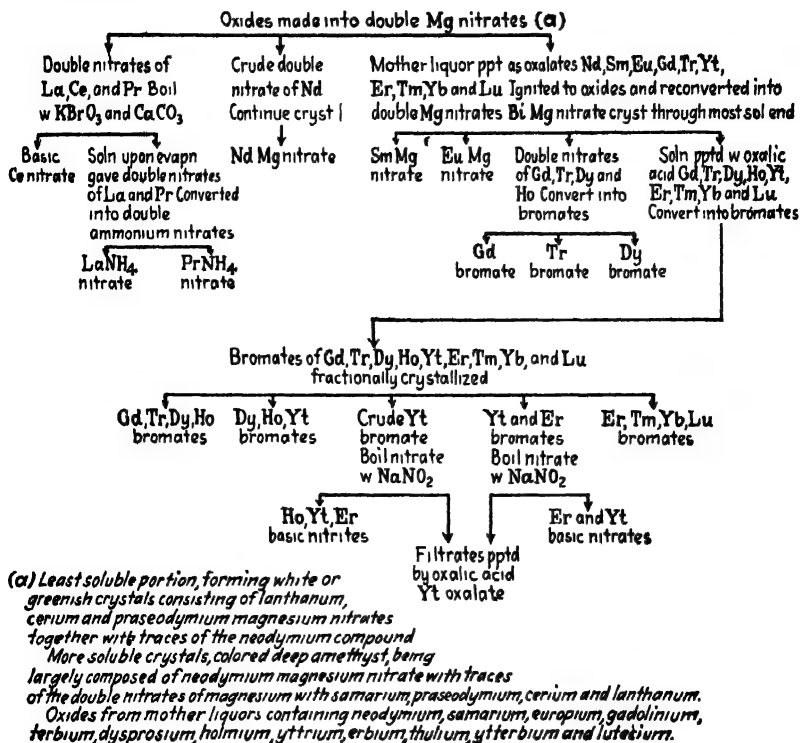 Oxides made into double Mg nitrates (a)
Double nitrates of
La, Ce, and Pr Boil
w KBrO3 and CaCO3
Crude double
nitrate of Nd
Continue cryst
Mother liquor ppt as oxalates Nd, Sm, Eu, Gd, Tr, Yt,
Er, Tm, Yb and Lu Ignited to oxides and reconverted into
double Mg nitrates Bi Mg nitrate cryst through most sol end
Basic
Ce nitrate
Soln upon evapn
gave double nitrates
of La and Pr Converted
into double
ammonium nitrates
Nd Mg nitrate
Sm Mg
nitrate
Eu Mg
nitrate
Double nitrates
of Gd, Tr, Dy and
Ho Convert into
bromates
Soln pptd w oxalic
acid Gd, Tr, Dy, Ho, Yt,
Er, Tm, Yb and Lu
Convert into bromates
LaNH4
nitrate
PrNH4
nitrate
Gd
bromate
Tr
bromate
Dy
bromate
Bromates of Gd, Tr, Dy, Ho, Yt, Er, Tm, Yb, and Lu
fractionally crystallized
Gd, Tr, Dy, Ho
bromates
Dy, Ho, Yt
bromates
Crude Yt
bromate
Boil nitrate
w NaNO2
Yt and Er
bromates
Boil nitrate
w NaNO2
Er, Tm, Yb, Lu
bromates
Ho, Yt, Er
basic nitrites
Er and Yt
basic nitrates
Filtrates pptd
by oxalic acid
Yt oxalate
(a) Least soluble portion, forming white or
greenish crystals consisting of lanthanum,
cerium and praseodymium magnesium nitrates
together with traces of the neodymium compound
More soluble crystals, colored deep amethyst, being
largely composed of neodymium magnesium nitrate with traces
of the double nitrates of magnesium with samarium, praseodymium, cerium and lanthanum.
Oxides from mother liquors containing neodymium, samarium, europium, gadolinium,
terbium, dysprosium, holmium, yttrium, erbium, thulium, ytterbium and lutecium.